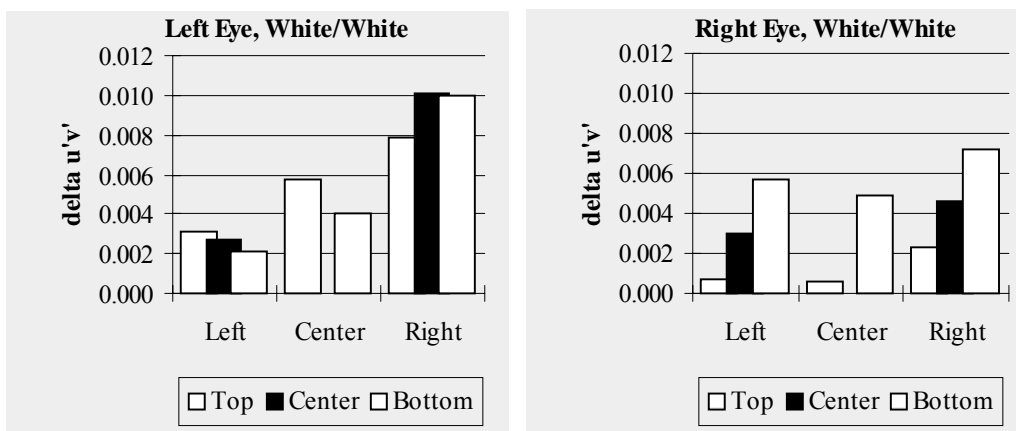 Left Eye, White/White
0.012
0.010
0.008
0.006
0.004
0.002
0.000
delta u'v'
Left Center Right
Top Center Bottom
Right Eye, White/White
0.012
0.010
0.008
0.006
0.004
0.002
0.000
delta u'v'
Left Center Right
Top Center Bottom